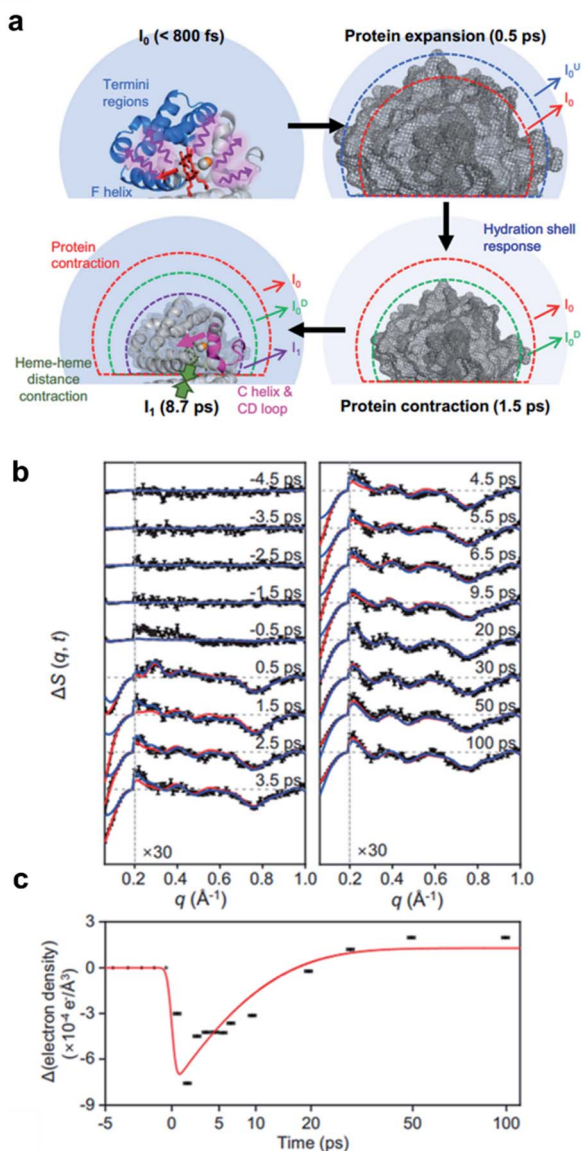 a
I₀ (< 800 fs)
Termini
regions
F helix
Protein expansion (0.5 ps)
I₀ᵁ
I₀
Hydration shell
response
Protein
contraction
I₀
I₀ᴰ
I₁
Heme-heme
distance
contraction
C helix &
CD loop
I₁ (8.7 ps)
I₀
I₀ᴰ
Protein contraction (1.5 ps)
b
ΔS (q, t)
-4.5 ps
-3.5 ps
-2.5 ps
-1.5 ps
-0.5 ps
0.5 ps
1.5 ps
2.5 ps
3.5 ps
×30
0.2 0.4 0.6 0.8 1.0
q (Å⁻¹)
4.5 ps
5.5 ps
6.5 ps
9.5 ps
20 ps
30 ps
50 ps
100 ps
×30
0.2 0.4 0.6 0.8 1.0
q (Å⁻¹)
c
Δ(electron density)
(×10⁻⁴ e⁻/Å³)
3
0
-3
-6
-9
-5 0 5 10 20 50 100
Time (ps)